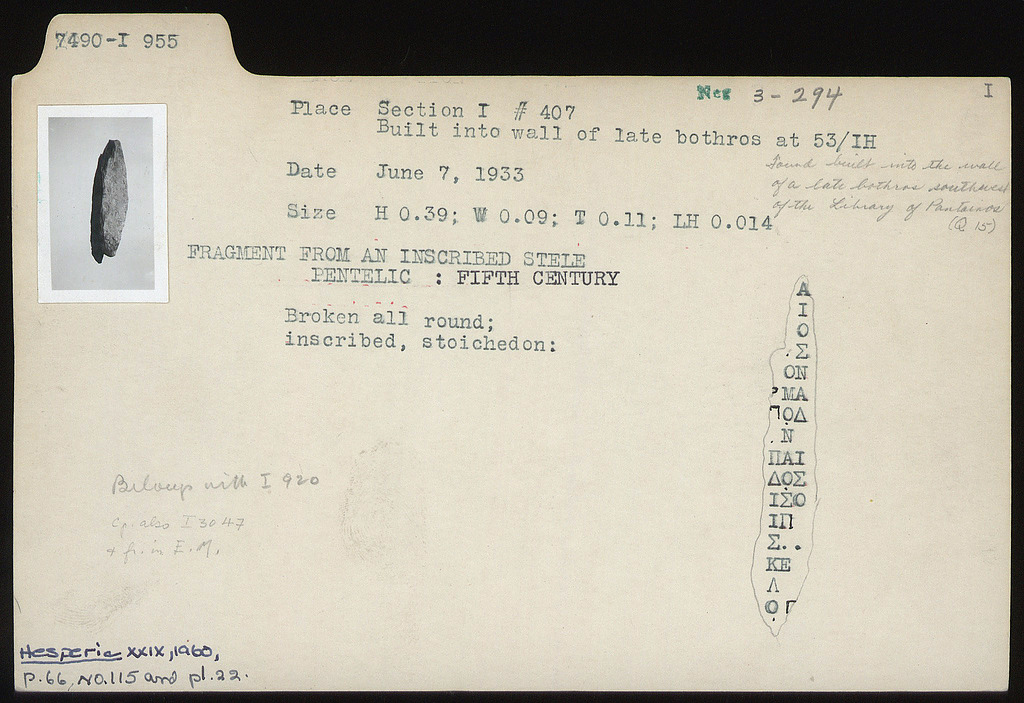 7490-I 955
Neg 3-294
I
Place Section I # 407
Built into wall of late bothros at 53/IH
Found built into the wall
of a late bothros southwest
of the Library of Pantainos
(Q 15)
Date June 7, 1933
Size H 0.39; W 0.09; T 0.11; LH 0.014
FRAGMENT FROM AN INSCRIBED STELE
PENTELIC : FIFTH CENTURY
Broken all round;
inscribed, stoichedon:
Α
Ι
Ο
.Σ
ΟΝ
ΜΑ
ΟΔ
Ν
ΠΑΙ
ΔΟΣ
ΙΣΟ
ΙΠ
Σ..
ΚΕ
Λ
Ο
Belongs with I 920
Cp. also I 3047
+ fr. in E.M.
Hesperia XXIX, 1960,
P.66, NO.115 and pl.22.